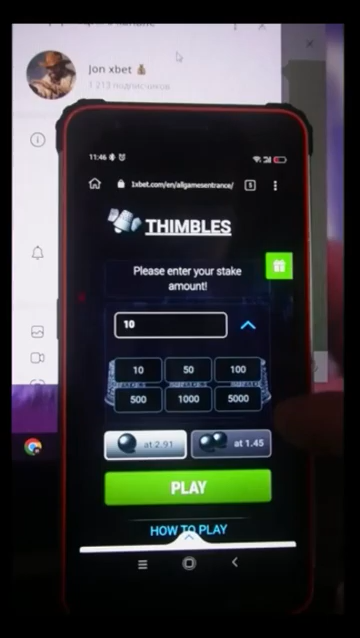 Jon xbet
1 213 подписчиков
11:46
1xbet.com/en/allgamesentrance/
5
THIMBLES
Please enter your stake
amount!
10
10 50 100
500 1000 5000
at 2.91 at 1.45
PLAY
HOW TO PLAY